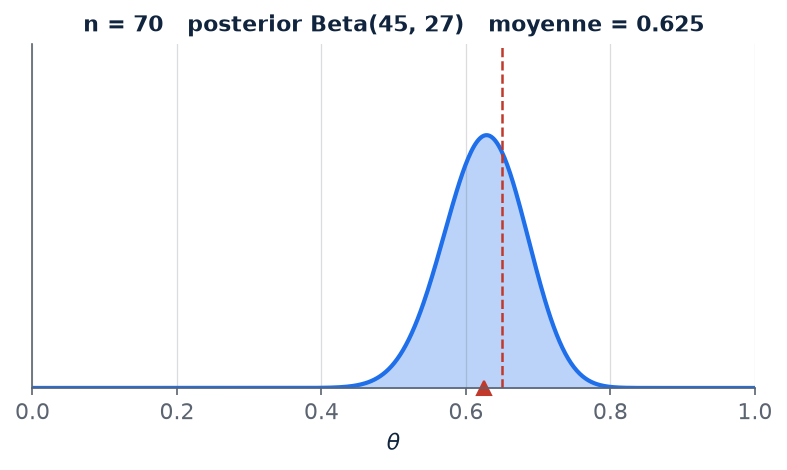 n = 70 posterior Beta(45, 27) moyenne = 0.625
0.0 0.2 0.4 0.6 0.8 1.0
θ